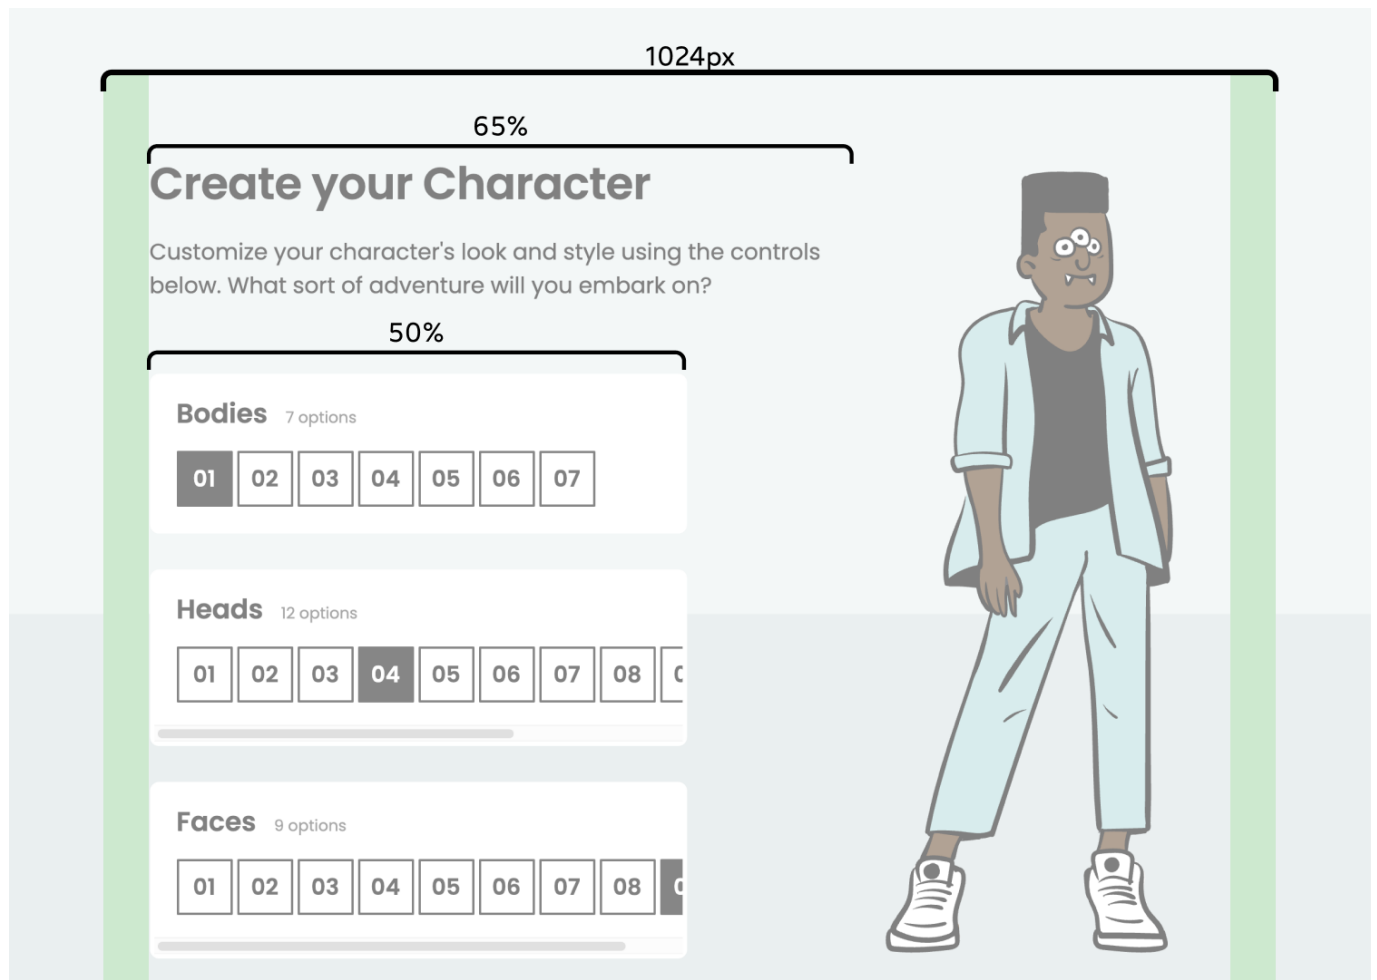 1024px
65%
Create your Character
Customize your character's look and style using the controls
below. What sort of adventure will you embark on?
50%
Bodies 7 options
01 02 03 04 05 06 07
Heads 12 options
01 02 03 04 05 06 07 08
Faces 9 options
01 02 03 04 05 06 07 08